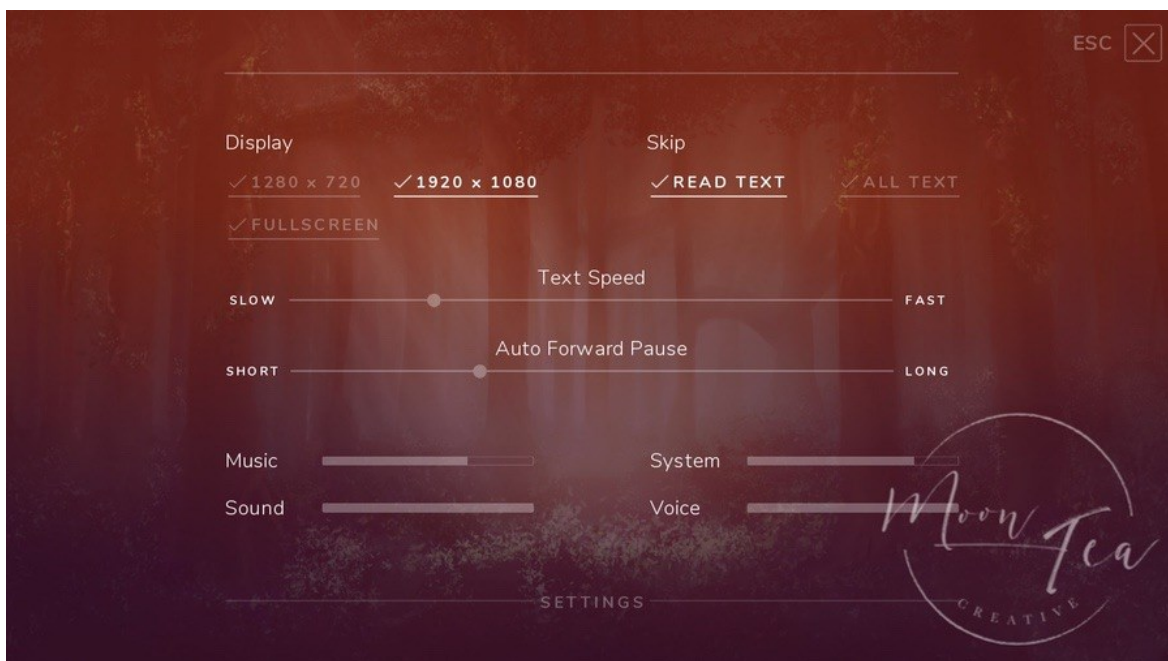 ESC
Display
1280 x 720
1920 x 1080
FULLSCREEN
Skip
READ TEXT
ALL TEXT
Text Speed
SLOW
FAST
Auto Forward Pause
SHORT
LONG
Music
System
Sound
Voice
SETTINGS
Moon
Tea
CREATIVE